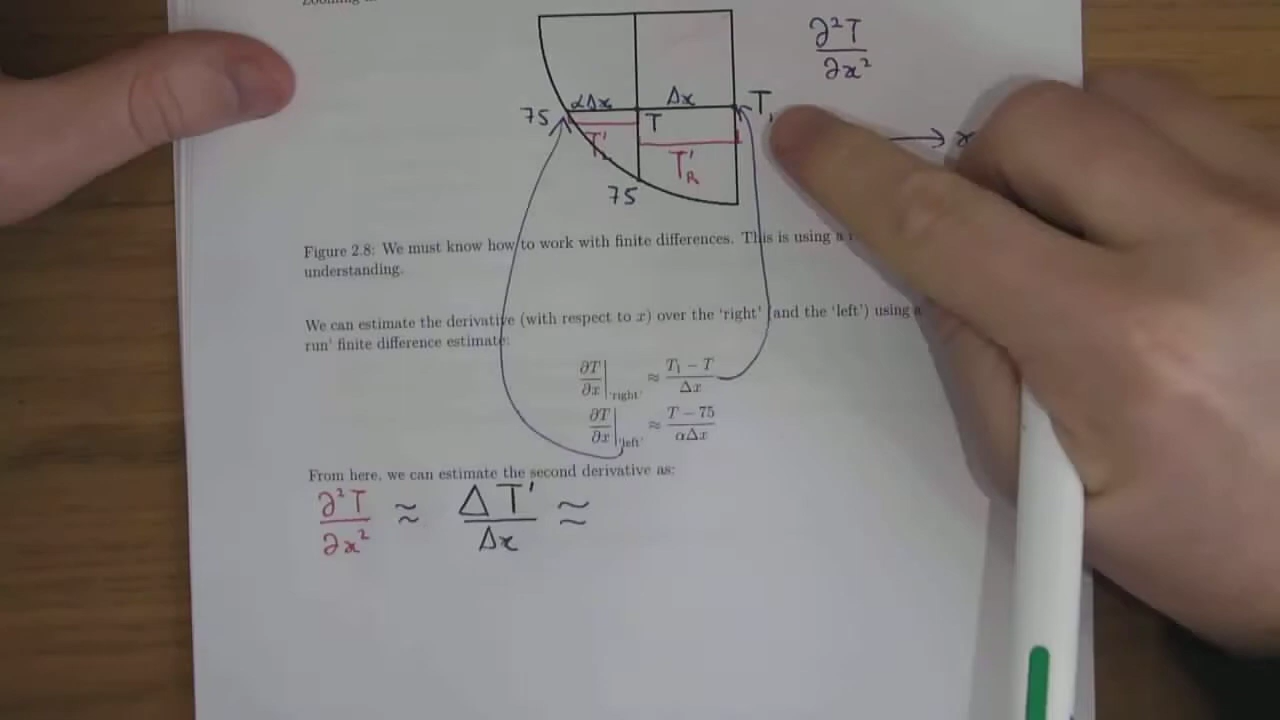 ∂²T
∂x²
75 αΔx Δx T₁
T
T'L T'R x
75
Figure 2.8: We must know how to work with finite differences. This is using a
understanding.
We can estimate the derivative (with respect to x) over the 'right' (and the 'left') using a
run' finite difference estimate:
∂T/∂x|'right' ≈ (T₁ − T)/Δx
∂T/∂x|'left' ≈ (T − 75)/(αΔx)
From here, we can estimate the second derivative as:
∂²T/∂x² ≈ ΔT'/Δx ≈